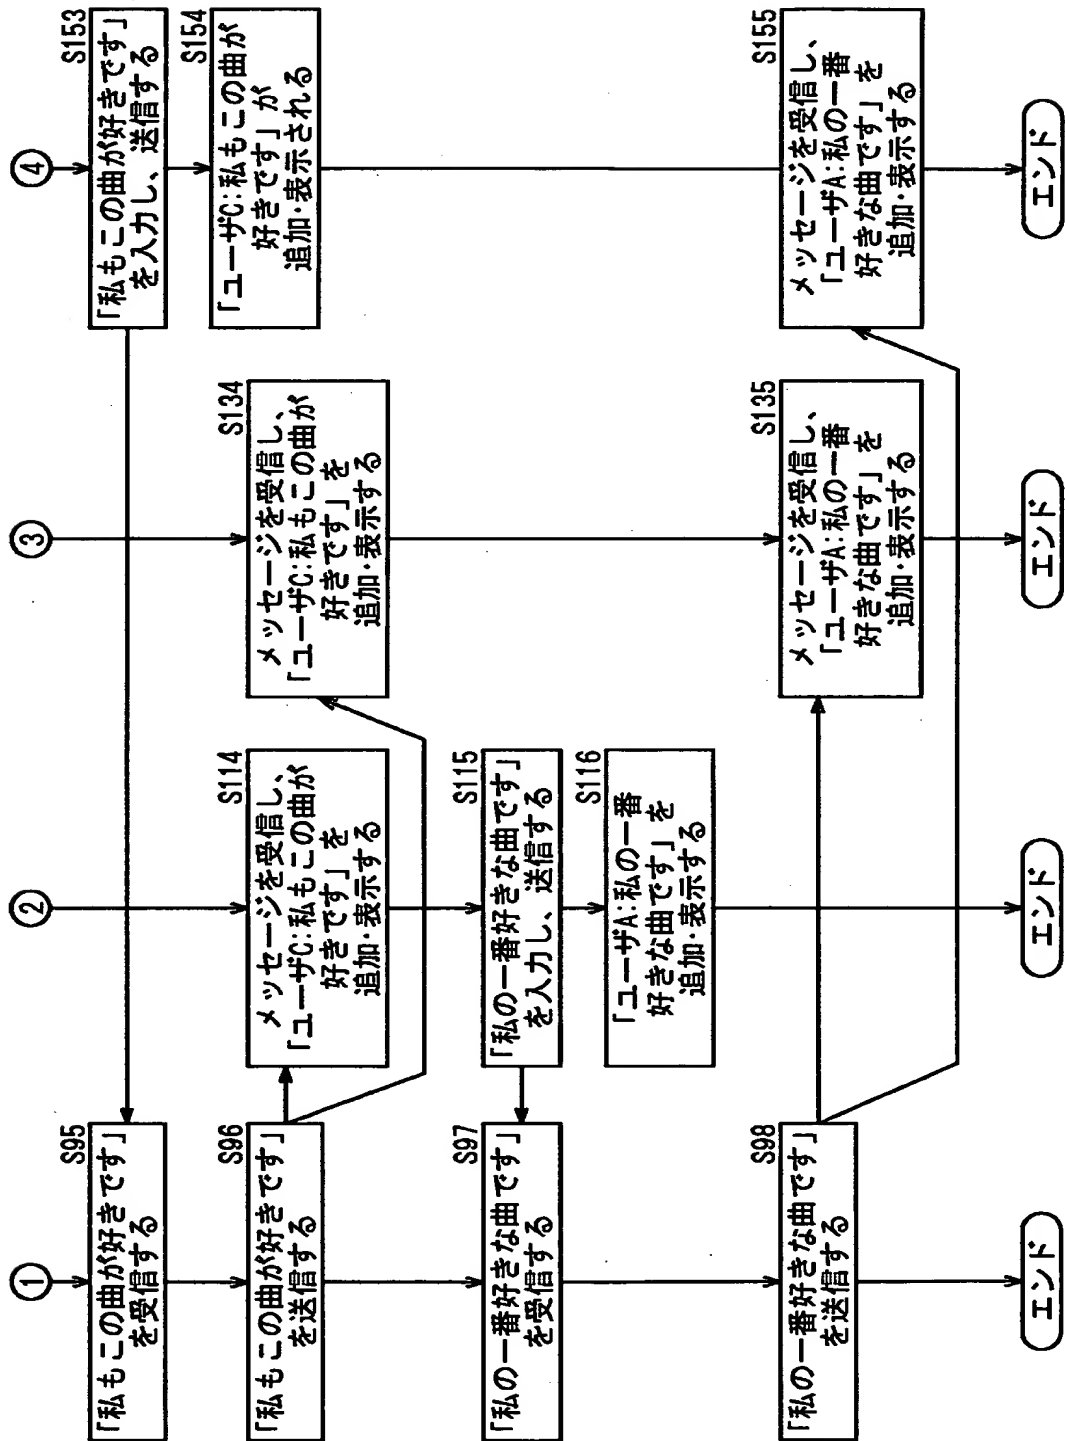 ①
S95
「私もこの曲が好きです」
を受信する
S96
「私もこの曲が好きです」
を送信する
S97
「私の一番好きな曲です」
を受信する
S98
「私の一番好きな曲です」
を送信する
エンド
②
S114
メッセージを受信し、
「ユーザC:私もこの曲が
好きです」を
追加・表示する
S115
「私の一番好きな曲です」
を入力し、送信する
S116
「ユーザA:私の一番
好きな曲です」を
追加・表示する
エンド
③
S134
メッセージを受信し、
「ユーザC:私もこの曲が
好きです」を
追加・表示する
S135
メッセージを受信し、
「ユーザA:私の一番
好きな曲です」を
追加・表示する
エンド
④
S153
「私もこの曲が好きです」
を入力し、送信する
S154
「ユーザC:私もこの曲が
好きです」が
追加・表示される
S155
メッセージを受信し、
「ユーザA:私の一番
好きな曲です」を
追加・表示する
エンド